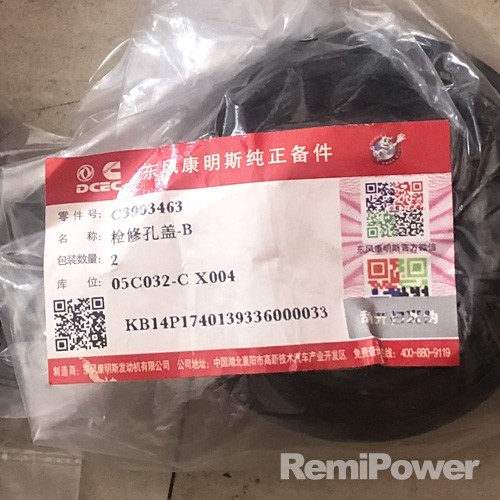 东风康明斯纯正备件
DCEC
零件号: C3903463
名 称: 检修孔盖-B
包装数量: 2
库 位: 05C032-C X004
KB14P1740139336000033
东风康明斯官方微信
制造商: 东风康明斯发动机有限公司 公司地址: 中国湖北襄阳市高新技术汽车产业开发区
热线: 400-880-9119
RemiPower